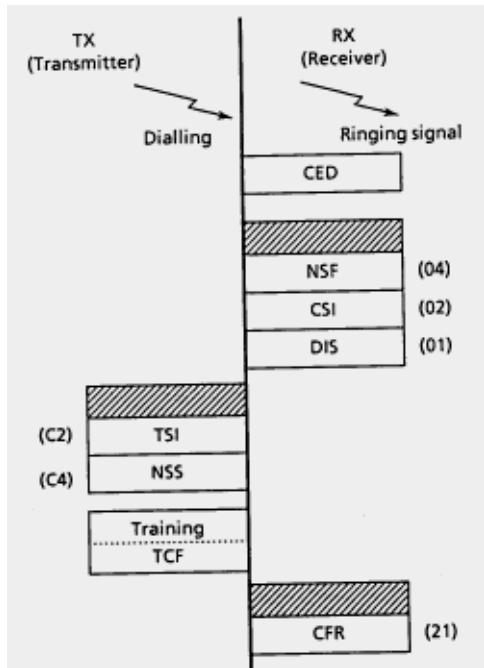 TX
(Transmitter)
RX
(Receiver)
Dialling
Ringing signal
CED
NSF (04)
CSI (02)
DIS (01)
(C2) TSI
(C4) NSS
Training
TCF
CFR (21)